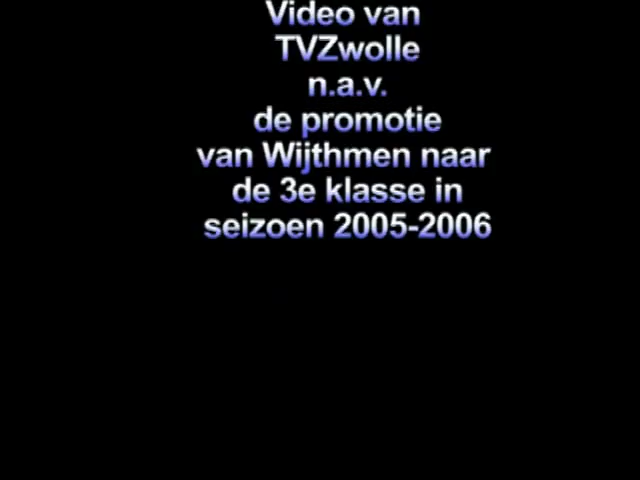 Video van
TVZwolle
n.a.v.
de promotie
van Wijthmen naar
de 3e klasse in
seizoen 2005-2006